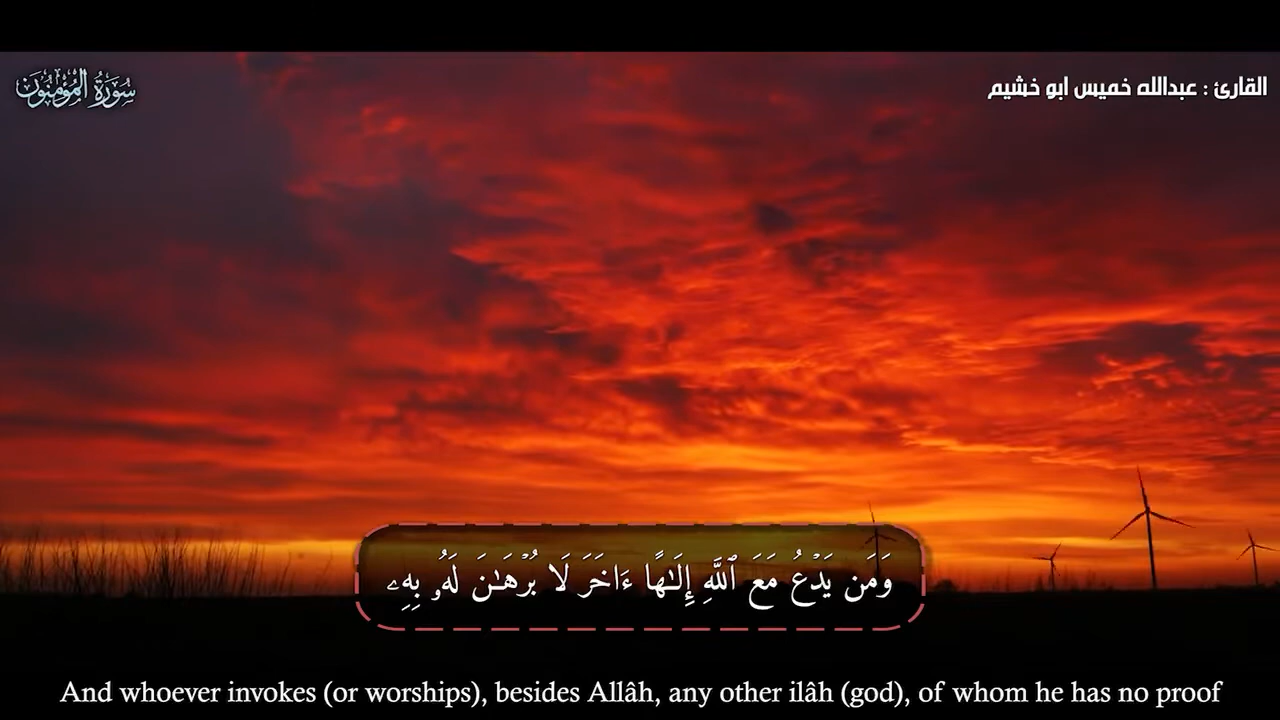 القارئ : عبدالله خميس ابو خشيم
سُورَةُ الْمُؤْمِنُونَ
وَمَن يَدۡعُ مَعَ ٱللَّهِ إِلَـٰهًا ءَاخَرَ لَا بُرۡهَـٰنَ لَهُۥ بِهِۦ
And whoever invokes (or worships), besides Allâh, any other ilâh (god), of whom he has no proof